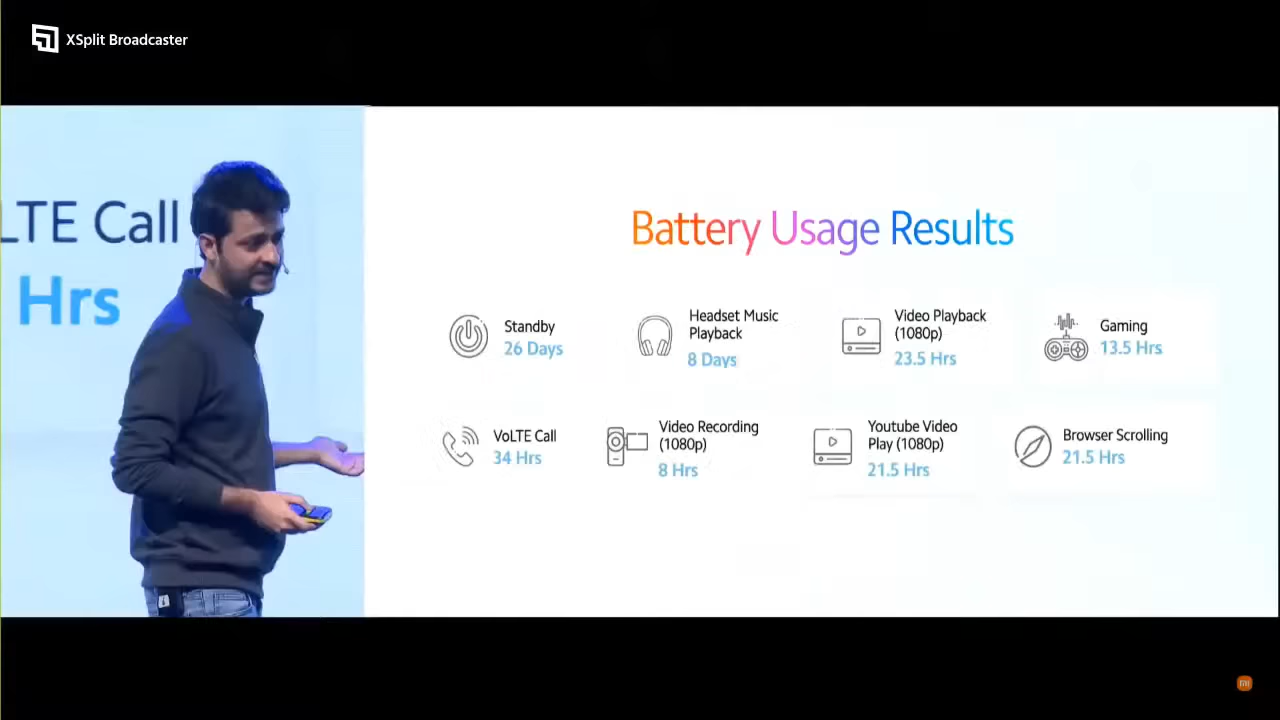 XSplit Broadcaster
LTE Call
Hrs
Battery Usage Results
Standby
26 Days
Headset Music
Playback
8 Days
Video Playback
(1080p)
23.5 Hrs
Gaming
13.5 Hrs
VoLTE Call
34 Hrs
Video Recording
(1080p)
8 Hrs
Youtube Video
Play (1080p)
21.5 Hrs
Browser Scrolling
21.5 Hrs
mi